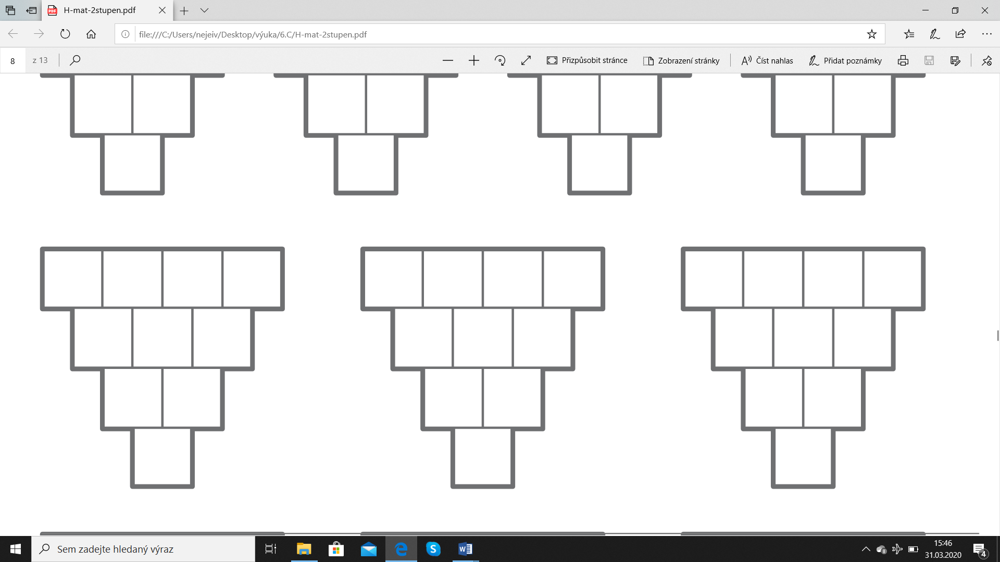 H-mat-2stupen.pdf
file:///C:/Users/nejeiv/Desktop/výuka/6.C/H-mat-2stupen.pdf
8 z 13 Přizpůsobit stránce Zobrazení stránky Číst nahlas Přidat poznámky
Sem zadejte hledaný výraz
15:46
31.03.2020
4